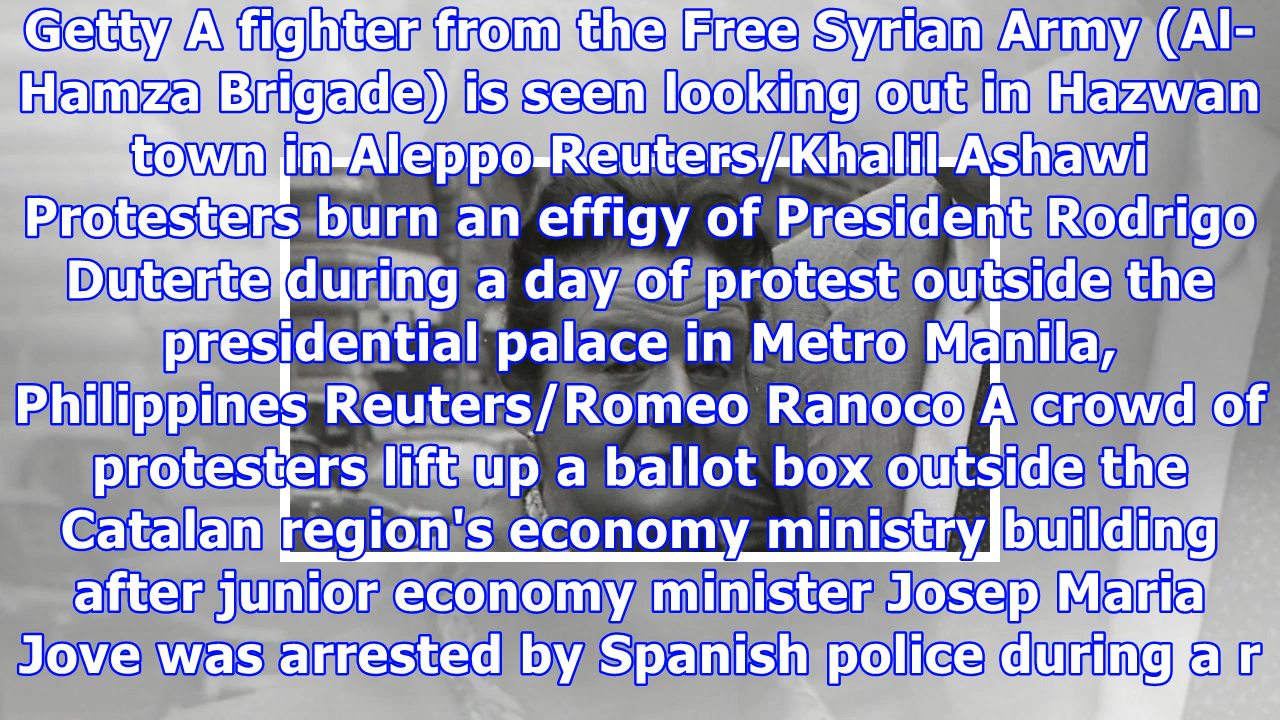 Getty A fighter from the Free Syrian Army (Al-
Hamza Brigade) is seen looking out in Hazwan
town in Aleppo Reuters/Khalil Ashawi
Protesters burn an effigy of President Rodrigo
Duterte during a day of protest outside the
presidential palace in Metro Manila,
Philippines Reuters/Romeo Ranoco A crowd of
protesters lift up a ballot box outside the
Catalan region's economy ministry building
after junior economy minister Josep Maria
Jove was arrested by Spanish police during a r